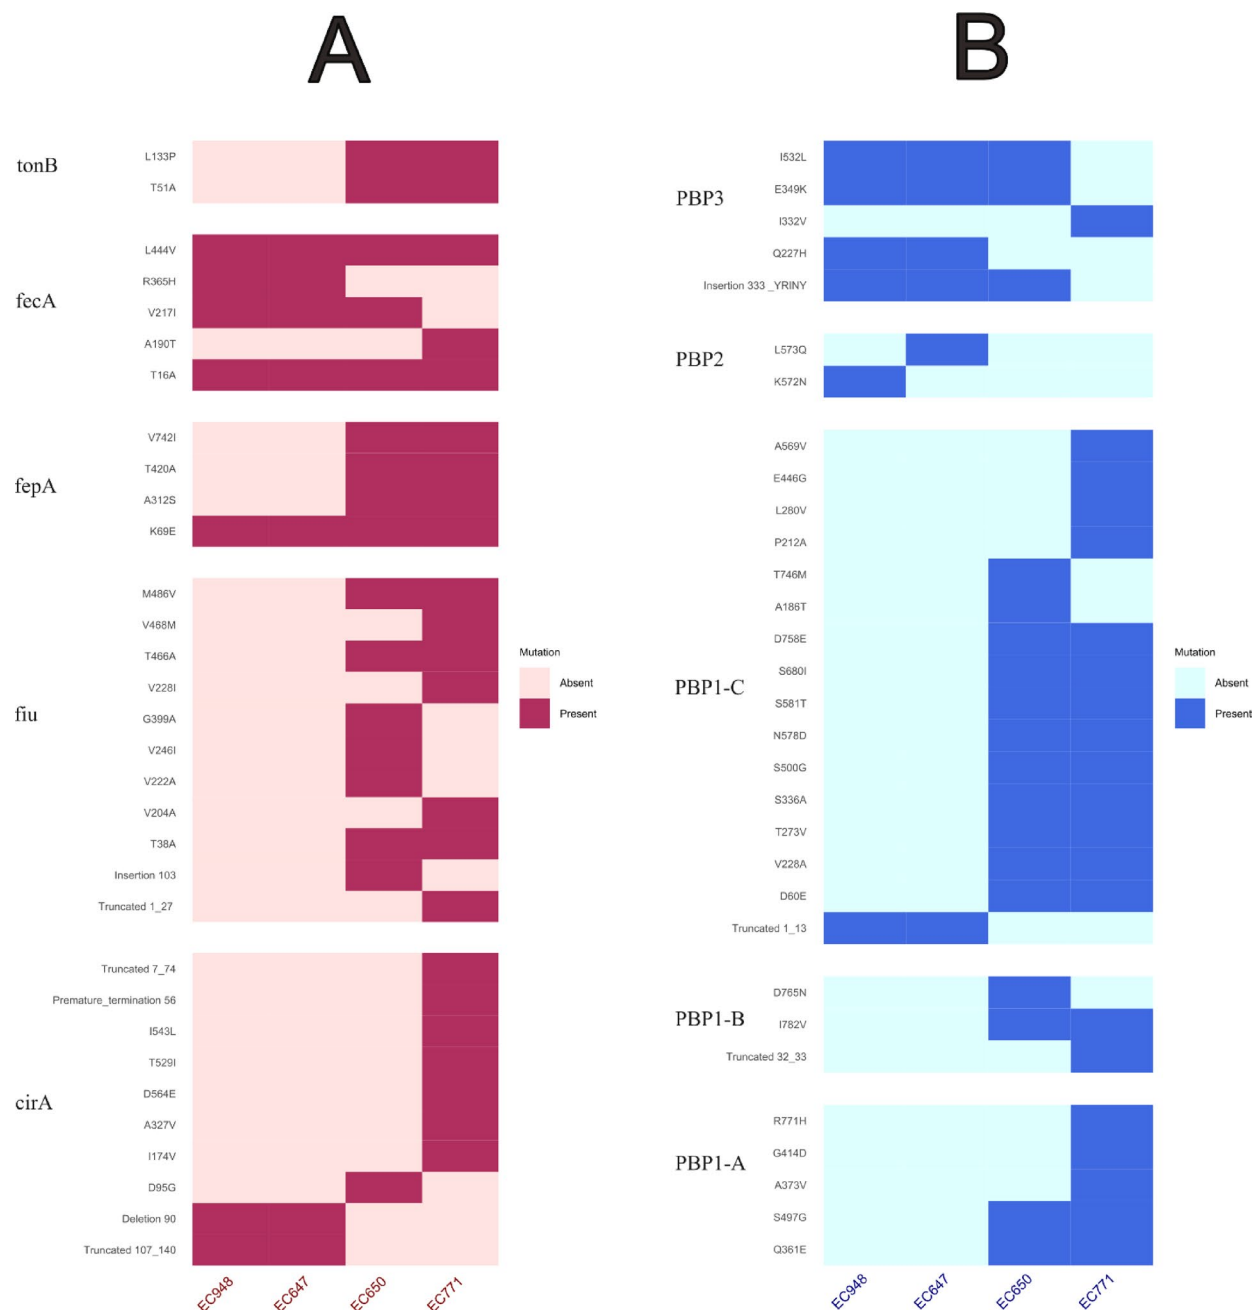 A
tonB
L133P
T51A
fecA
L444V
R365H
V217I
A190T
T16A
fepA
V742I
T420A
A312S
K69E
fiu
M486V
V468M
T466A
V228I
G399A
V246I
V222A
V204A
T38A
Insertion 103
Truncated 1_27
cirA
Truncated 7_74
Premature_termination 56
I543L
T529I
D564E
A327V
I174V
D95G
Deletion 90
Truncated 107_140
EC948
EC647
EC650
EC771
Mutation
Absent
Present
B
PBP3
I532L
E349K
I332V
Q227H
Insertion 333 _YRINY
PBP2
L573Q
K572N
PBP1-C
A569V
E446G
L280V
P212A
T746M
A186T
D758E
S680I
S581T
N578D
S500G
S336A
T273V
V228A
D60E
Truncated 1_13
PBP1-B
D765N
I782V
Truncated 32_33
PBP1-A
R771H
G414D
A373V
S497G
Q361E
EC948
EC647
EC650
EC771
Mutation
Absent
Present